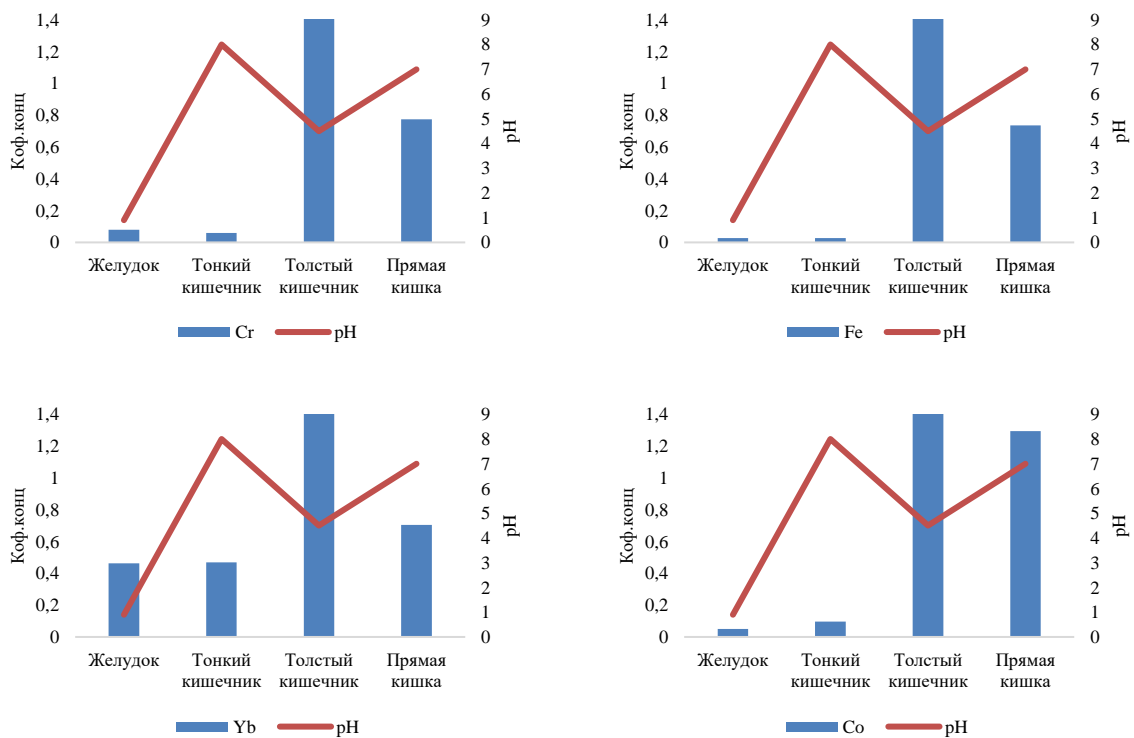 1,4
1,2
1
0,8
0,6
0,4
0,2
0
Коф.конц
9
8
7
6
5
4
3
2
1
0
pH
Желудок
Тонкий
кишечник
Толстый
кишечник
Прямая
кишка
Cr
pH
1,4
1,2
1
0,8
0,6
0,4
0,2
0
Коф.конц
9
8
7
6
5
4
3
2
1
0
pH
Желудок
Тонкий
кишечник
Толстый
кишечник
Прямая
кишка
Fe
pH
1,4
1,2
1
0,8
0,6
0,4
0,2
0
Коф.конц
9
8
7
6
5
4
3
2
1
0
pH
Желудок
Тонкий
кишечник
Толстый
кишечник
Прямая
кишка
Yb
pH
1,4
1,2
1
0,8
0,6
0,4
0,2
0
Коф.конц
9
8
7
6
5
4
3
2
1
0
pH
Желудок
Тонкий
кишечник
Толстый
кишечник
Прямая
кишка
Co
pH